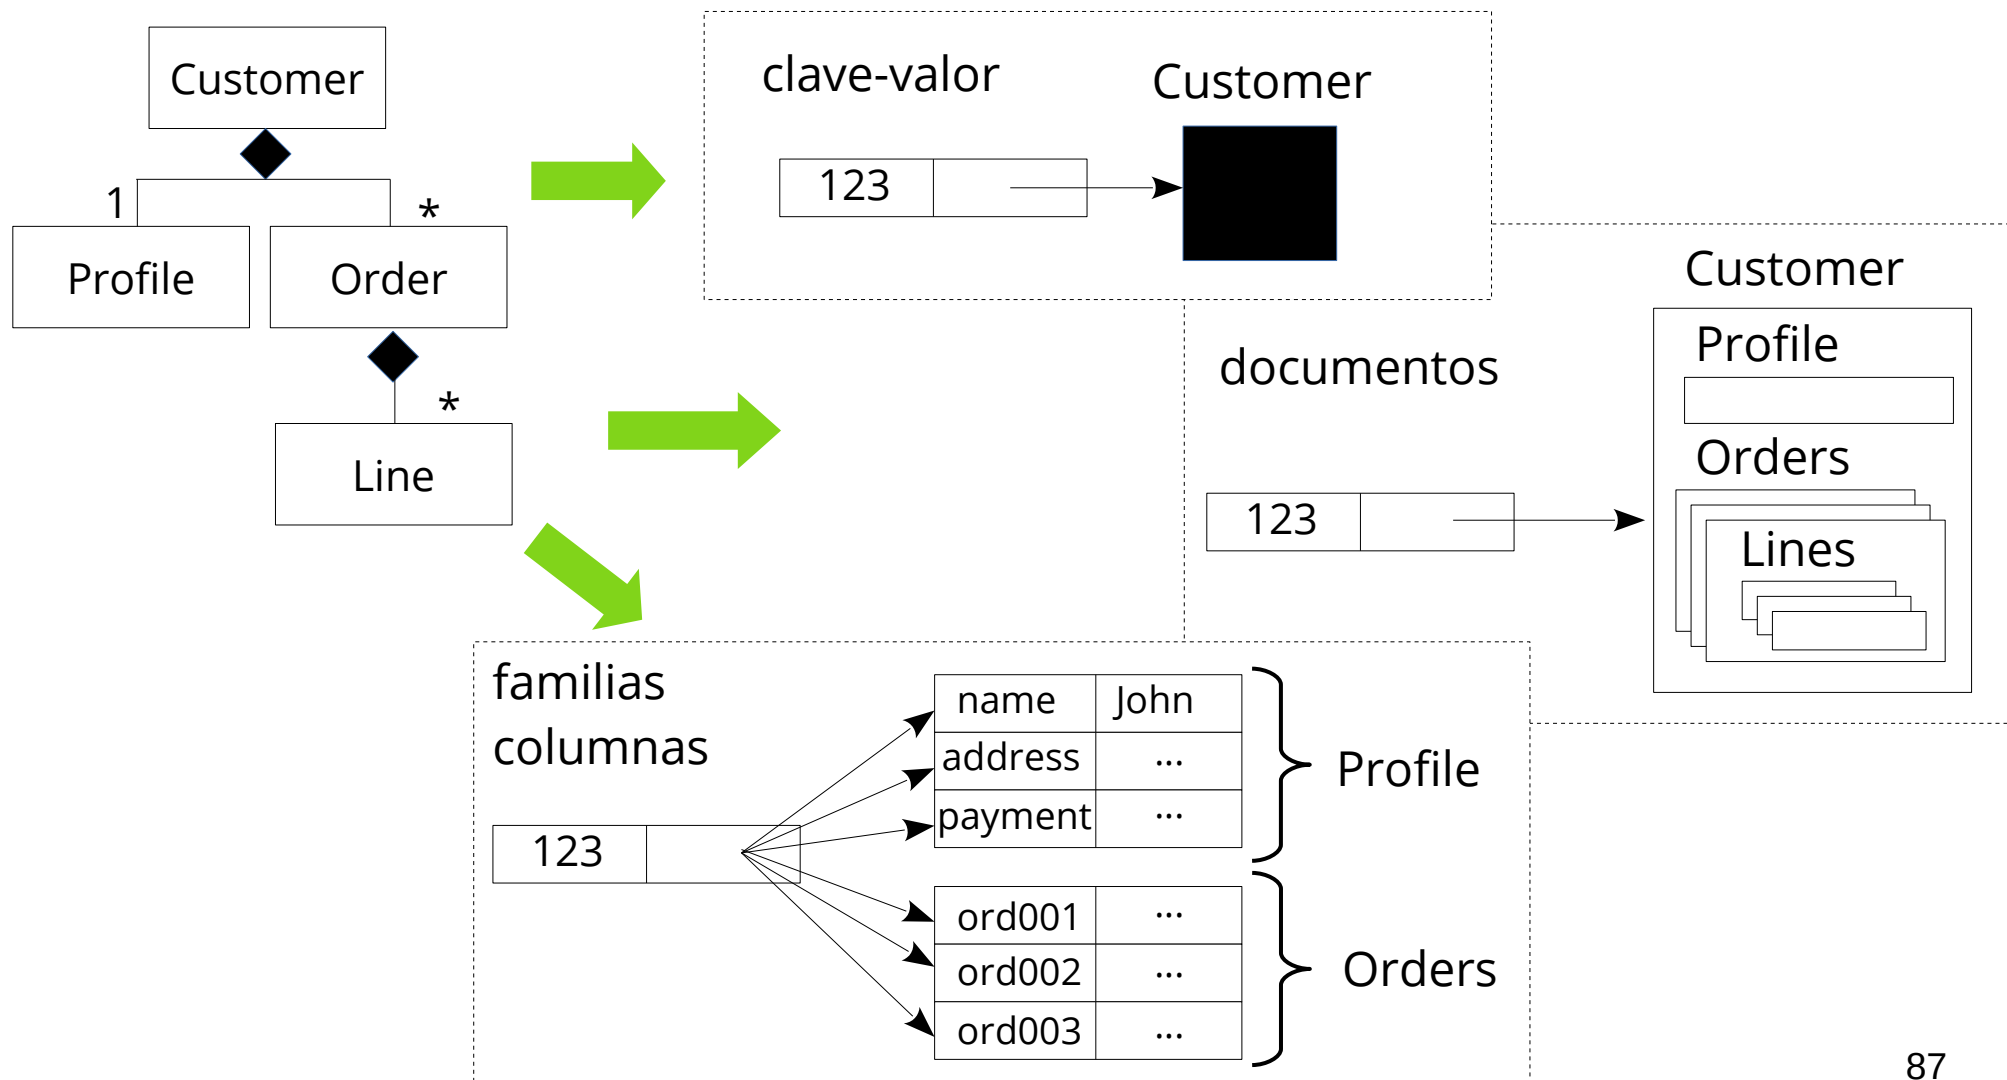 Customer
1
*
Profile
Order
*
Line
clave-valor
Customer
123
documentos
123
Customer
Profile
Orders
Lines
familias
columnas
123
name
John
address
...
payment
...
Profile
ord001
...
ord002
...
ord003
...
Orders
87